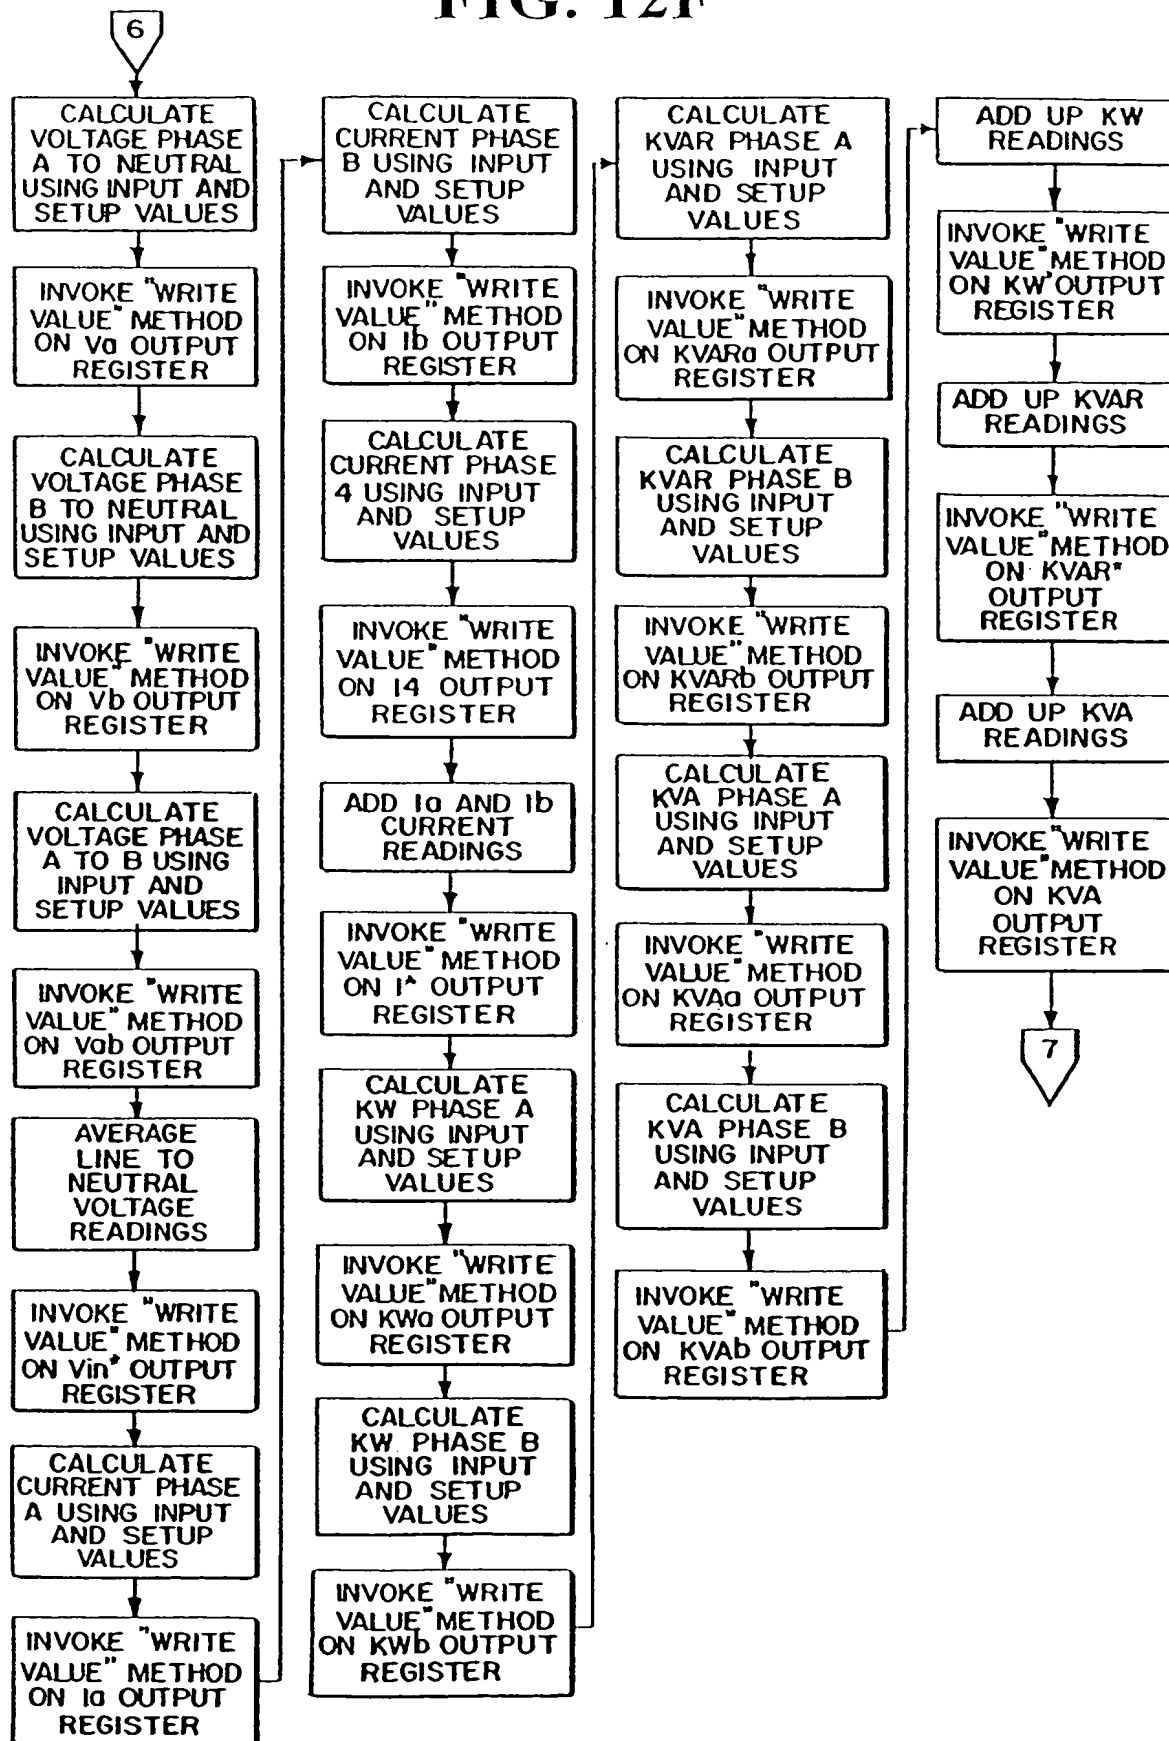 FIG. 12F
6
CALCULATE
VOLTAGE PHASE
A TO NEUTRAL
USING INPUT AND
SETUP VALUES
INVOKE "WRITE
VALUE" METHOD
ON Va OUTPUT
REGISTER
CALCULATE
VOLTAGE PHASE
B TO NEUTRAL
USING INPUT AND
SETUP VALUES
INVOKE "WRITE
VALUE" METHOD
ON Vb OUTPUT
REGISTER
CALCULATE
VOLTAGE PHASE
A TO B USING
INPUT AND
SETUP VALUES
INVOKE "WRITE
VALUE" METHOD
ON Vab OUTPUT
REGISTER
AVERAGE
LINE TO
NEUTRAL
VOLTAGE
READINGS
INVOKE "WRITE
VALUE" METHOD
ON Vin* OUTPUT
REGISTER
CALCULATE
CURRENT PHASE
A USING INPUT
AND SETUP
VALUES
INVOKE "WRITE
VALUE" METHOD
ON Ia OUTPUT
REGISTER
CALCULATE
CURRENT PHASE
B USING INPUT
AND SETUP
VALUES
INVOKE "WRITE
VALUE" METHOD
ON Ib OUTPUT
REGISTER
CALCULATE
CURRENT PHASE
4 USING INPUT
AND SETUP
VALUES
INVOKE "WRITE
VALUE" METHOD
ON I4 OUTPUT
REGISTER
ADD Ia AND Ib
CURRENT
READINGS
INVOKE "WRITE
VALUE" METHOD
ON I^ OUTPUT
REGISTER
CALCULATE
KW PHASE A
USING INPUT
AND SETUP
VALUES
INVOKE "WRITE
VALUE" METHOD
ON KWa OUTPUT
REGISTER
CALCULATE
KW PHASE B
USING INPUT
AND SETUP
VALUES
INVOKE "WRITE
VALUE" METHOD
ON KWb OUTPUT
REGISTER
CALCULATE
KVAR PHASE A
USING INPUT
AND SETUP
VALUES
INVOKE "WRITE
VALUE" METHOD
ON KVARa OUTPUT
REGISTER
CALCULATE
KVAR PHASE B
USING INPUT
AND SETUP
VALUES
INVOKE "WRITE
VALUE" METHOD
ON KVARb OUTPUT
REGISTER
CALCULATE
KVA PHASE A
USING INPUT
AND SETUP
VALUES
INVOKE "WRITE
VALUE" METHOD
ON KVAa OUTPUT
REGISTER
CALCULATE
KVA PHASE B
USING INPUT
AND SETUP
VALUES
INVOKE "WRITE
VALUE" METHOD
ON KVAb OUTPUT
REGISTER
ADD UP KW
READINGS
INVOKE "WRITE
VALUE" METHOD
ON KW' OUTPUT
REGISTER
ADD UP KVAR
READINGS
INVOKE "WRITE
VALUE" METHOD
ON KVAR*
OUTPUT
REGISTER
ADD UP KVA
READINGS
INVOKE "WRITE
VALUE" METHOD
ON KVA
OUTPUT
REGISTER
7